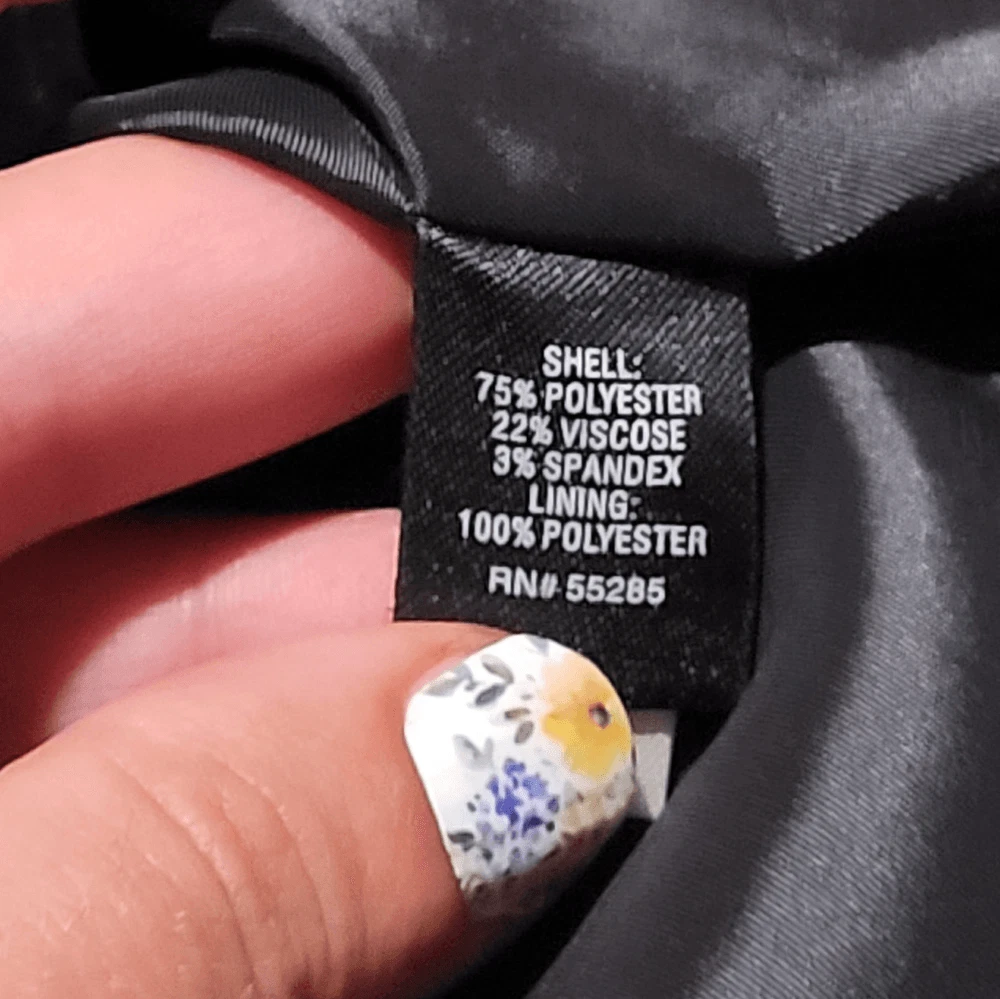 SHELL:
75% POLYESTER
22% VISCOSE
3% SPANDEX
LINING:
100% POLYESTER
RN# 55285